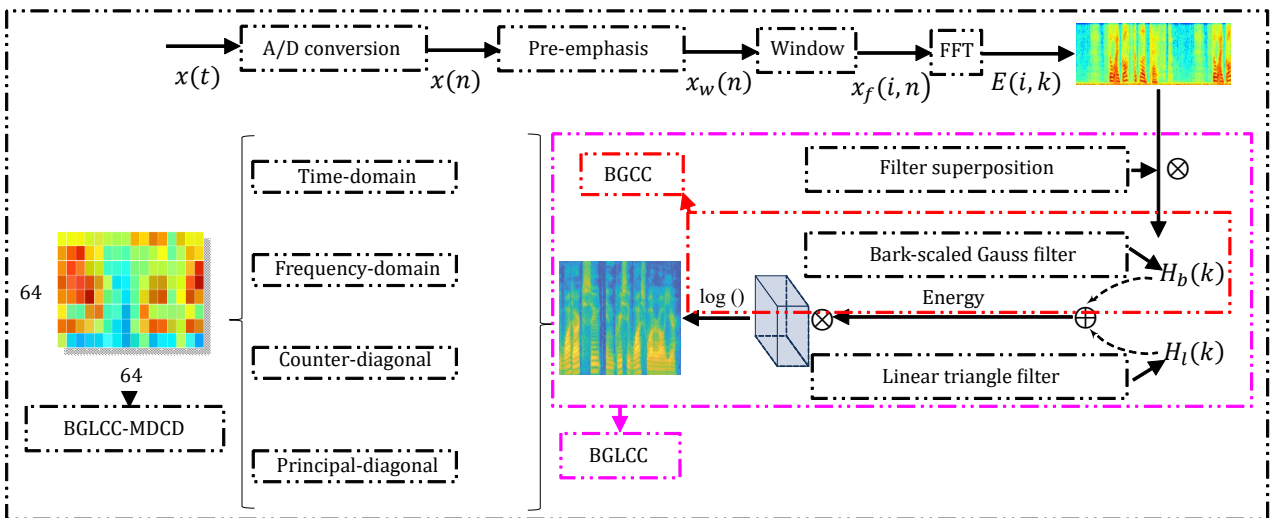 A/D conversion
Pre-emphasis
Window
FFT
x(t)
x(n)
x_w(n)
x_f(i, n)
E(i, k)
Time-domain
BGCC
Filter superposition
⊗
Frequency-domain
Bark-scaled Gauss filter
H_b(k)
64
log ()
Energy
⊗
⊕
Counter-diagonal
H_l(k)
64
Linear triangle filter
BGLCC-MDCD
Principal-diagonal
BGLCC